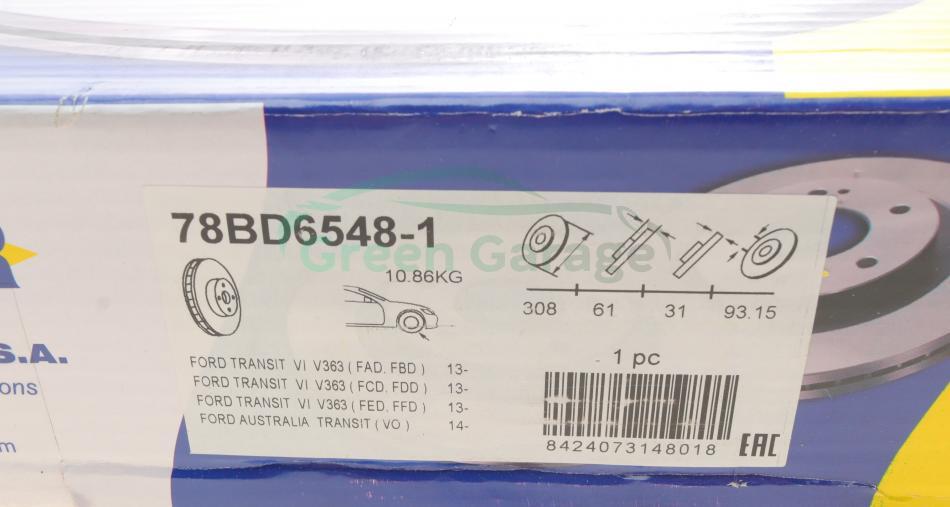 78BD6548-1
Green Garage
10.86KG
308 61 31 93.15
1 pc
FORD TRANSIT VI V363 ( FAD. FBD ) 13-
FORD TRANSIT VI V363 ( FCD. FDD ) 13-
FORD TRANSIT VI V363 ( FED. FFD ) 13-
FORD AUSTRALIA TRANSIT ( VO ) 14-
8424073148018
EAC
S.A.